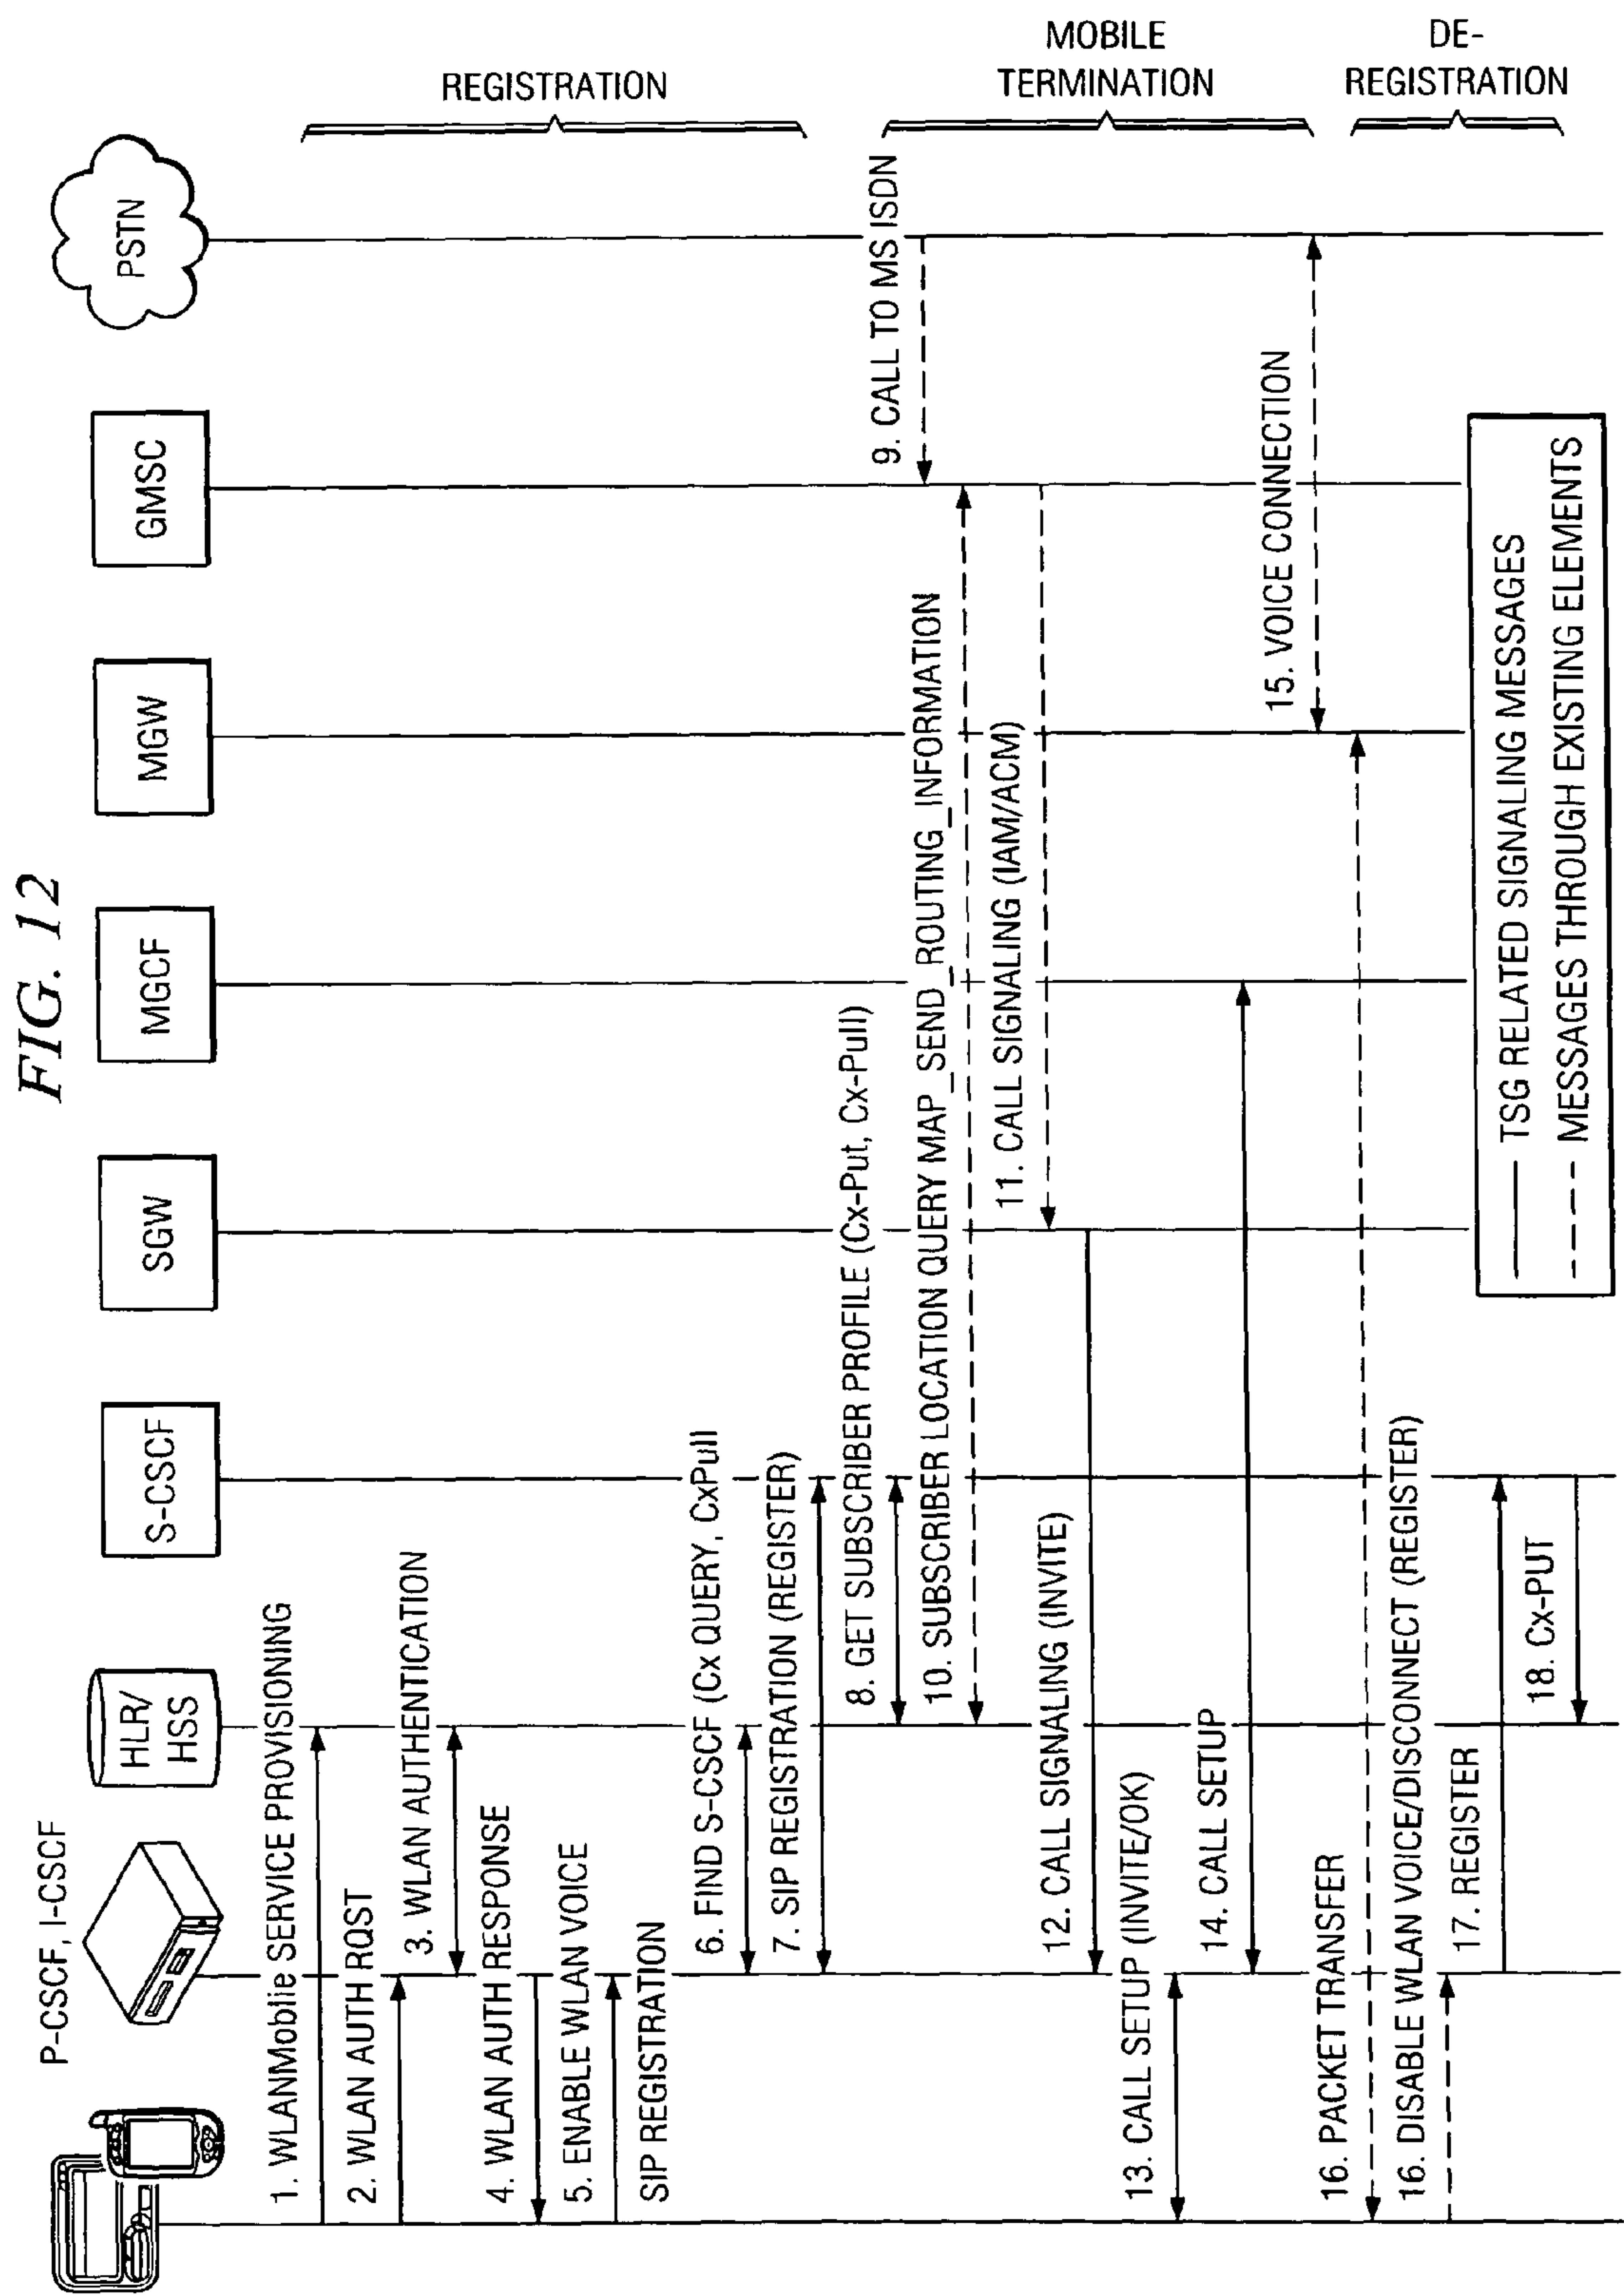 FIG. 12
P-CSCF, I-CSCF
HLR/
HSS
S-CSCF
SGW
MGCF
MGW
GMSC
PSTN
REGISTRATION
1. WLANMoblie SERVICE PROVISIONING
2. WLAN AUTH RQST
3. WLAN AUTHENTICATION
4. WLAN AUTH RESPONSE
5. ENABLE WLAN VOICE
SIP REGISTRATION
6. FIND S-CSCF (Cx QUERY, CxPull
7. SIP REGISTRATION (REGISTER)
8. GET SUBSCRIBER PROFILE (Cx-Put, Cx-Pull)
MOBILE
TERMINATION
9. CALL TO MS ISDN
10. SUBSCRIBER LOCATION QUERY MAP_SEND_ROUTING_INFORMATION
11. CALL SIGNALING (IAM/ACM)
12. CALL SIGNALING (INVITE)
13. CALL SETUP (INVITE/OK)
14. CALL SETUP
15. VOICE CONNECTION
16. PACKET TRANSFER
DE-
REGISTRATION
16. DISABLE WLAN VOICE/DISCONNECT (REGISTER)
17. REGISTER
18. Cx-PUT
TSG RELATED SIGNALING MESSAGES
MESSAGES THROUGH EXISTING ELEMENTS